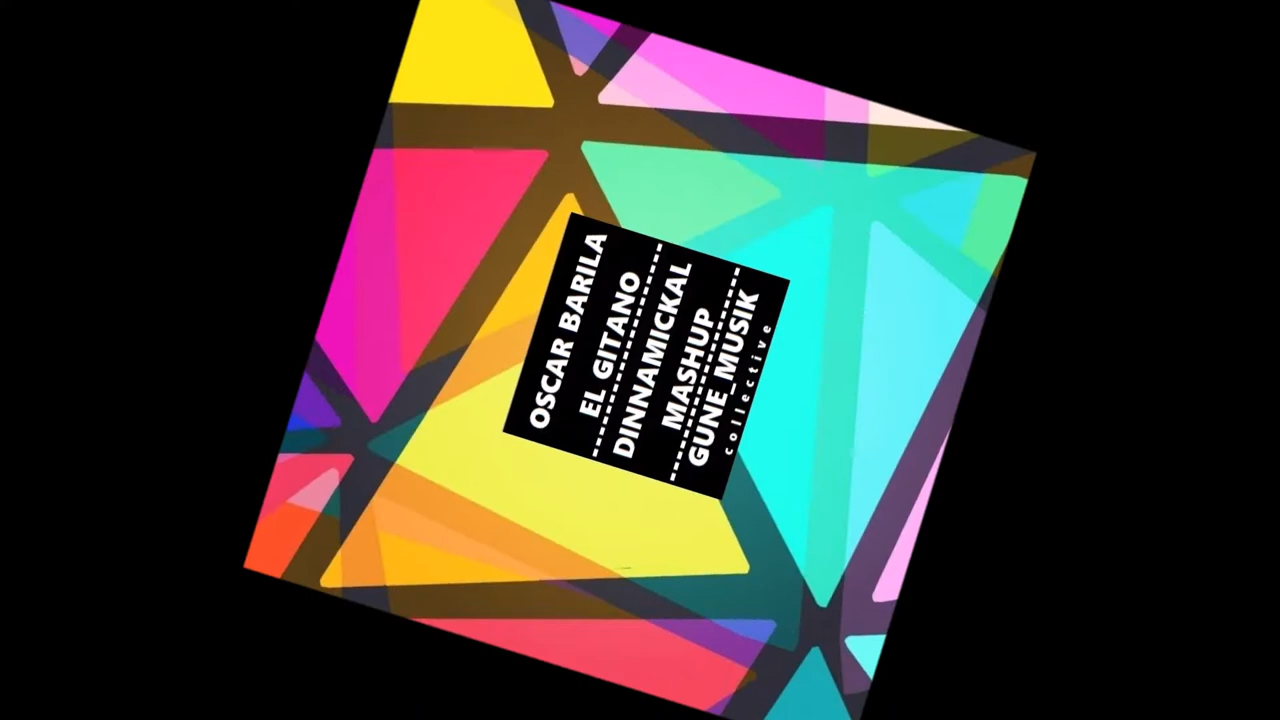 OSCAR BARILA
EL GITANO
DINNAMICKAL
MASHUP
GUNE_MUSIK
collective